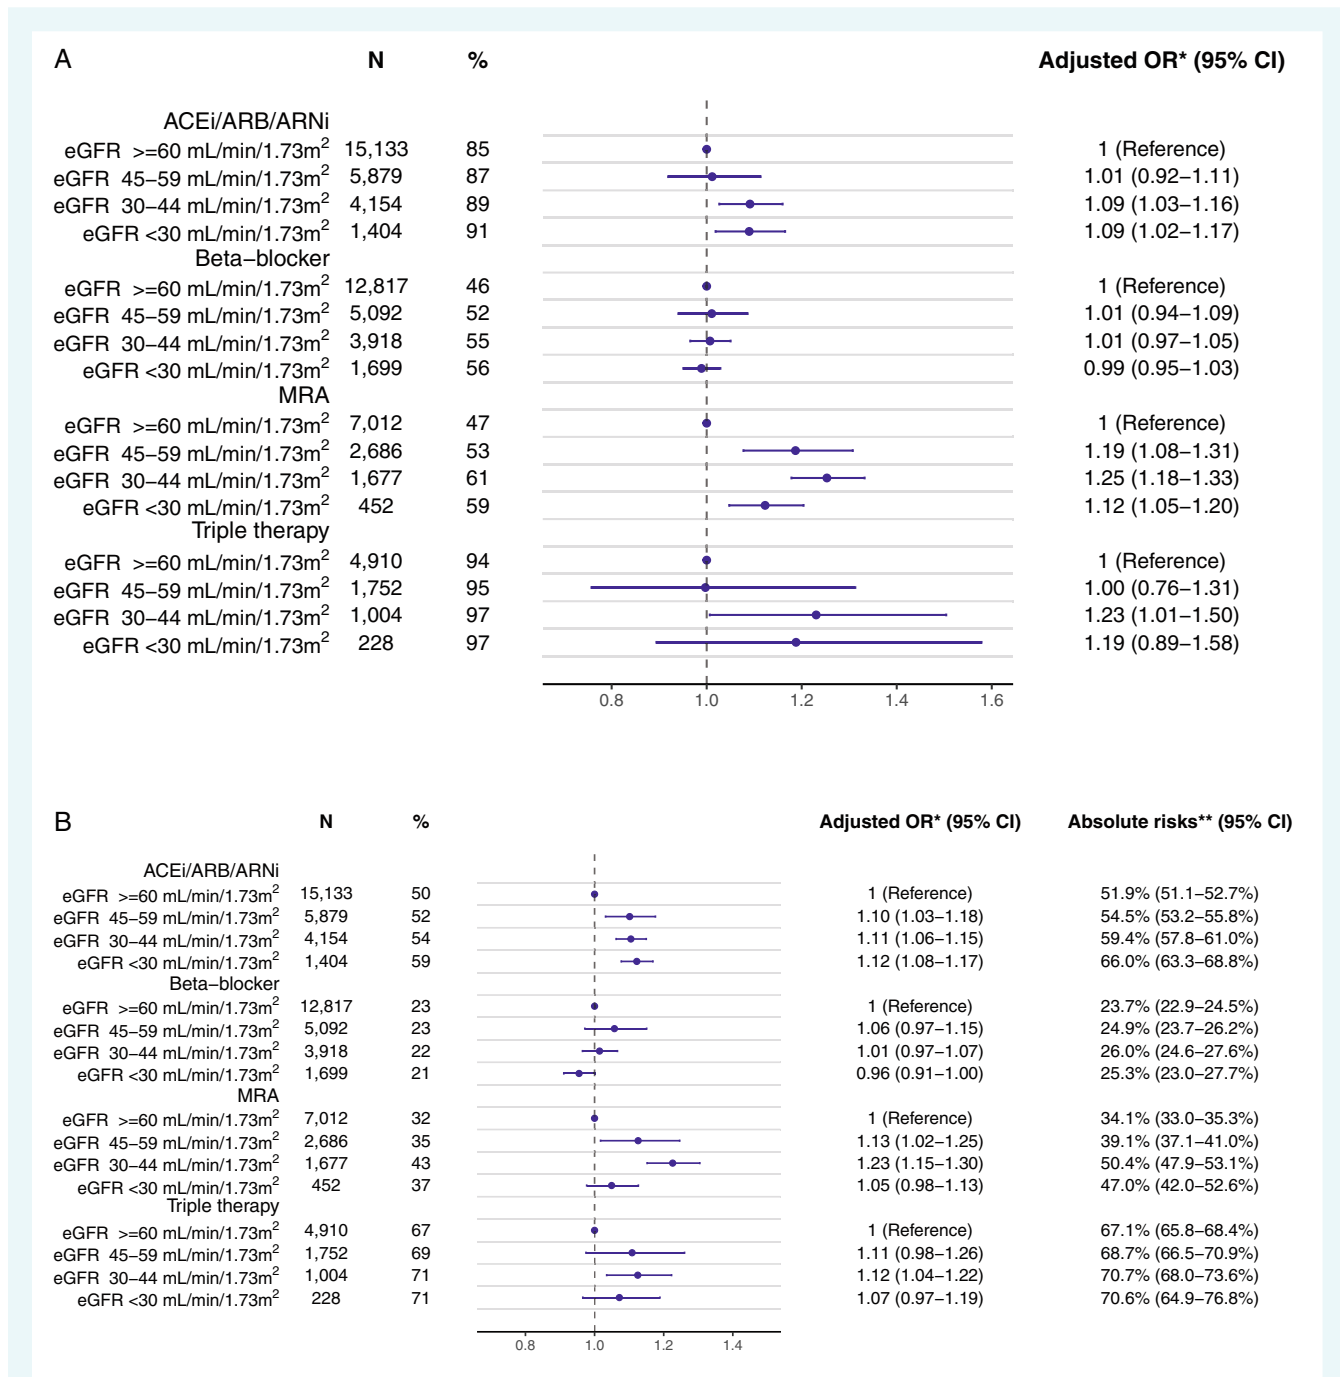 A N % Adjusted OR* (95% CI)
ACEi/ARB/ARNi
eGFR >=60 mL/min/1.73m² 15,133 85 1 (Reference)
eGFR 45–59 mL/min/1.73m² 5,879 87 1.01 (0.92–1.11)
eGFR 30–44 mL/min/1.73m² 4,154 89 1.09 (1.03–1.16)
eGFR <30 mL/min/1.73m² 1,404 91 1.09 (1.02–1.17)
Beta−blocker
eGFR >=60 mL/min/1.73m² 12,817 46 1 (Reference)
eGFR 45–59 mL/min/1.73m² 5,092 52 1.01 (0.94–1.09)
eGFR 30–44 mL/min/1.73m² 3,918 55 1.01 (0.97–1.05)
eGFR <30 mL/min/1.73m² 1,699 56 0.99 (0.95–1.03)
MRA
eGFR >=60 mL/min/1.73m² 7,012 47 1 (Reference)
eGFR 45–59 mL/min/1.73m² 2,686 53 1.19 (1.08–1.31)
eGFR 30–44 mL/min/1.73m² 1,677 61 1.25 (1.18–1.33)
eGFR <30 mL/min/1.73m² 452 59 1.12 (1.05–1.20)
Triple therapy
eGFR >=60 mL/min/1.73m² 4,910 94 1 (Reference)
eGFR 45–59 mL/min/1.73m² 1,752 95 1.00 (0.76–1.31)
eGFR 30–44 mL/min/1.73m² 1,004 97 1.23 (1.01–1.50)
eGFR <30 mL/min/1.73m² 228 97 1.19 (0.89–1.58)
0.8 1.0 1.2 1.4 1.6
B N % Adjusted OR* (95% CI) Absolute risks** (95% CI)
ACEi/ARB/ARNi
eGFR >=60 mL/min/1.73m² 15,133 50 1 (Reference) 51.9% (51.1–52.7%)
eGFR 45–59 mL/min/1.73m² 5,879 52 1.10 (1.03–1.18) 54.5% (53.2–55.8%)
eGFR 30–44 mL/min/1.73m² 4,154 54 1.11 (1.06–1.15) 59.4% (57.8–61.0%)
eGFR <30 mL/min/1.73m² 1,404 59 1.12 (1.08–1.17) 66.0% (63.3–68.8%)
Beta−blocker
eGFR >=60 mL/min/1.73m² 12,817 23 1 (Reference) 23.7% (22.9–24.5%)
eGFR 45–59 mL/min/1.73m² 5,092 23 1.06 (0.97–1.15) 24.9% (23.7–26.2%)
eGFR 30–44 mL/min/1.73m² 3,918 22 1.01 (0.97–1.07) 26.0% (24.6–27.6%)
eGFR <30 mL/min/1.73m² 1,699 21 0.96 (0.91–1.00) 25.3% (23.0–27.7%)
MRA
eGFR >=60 mL/min/1.73m² 7,012 32 1 (Reference) 34.1% (33.0–35.3%)
eGFR 45–59 mL/min/1.73m² 2,686 35 1.13 (1.02–1.25) 39.1% (37.1–41.0%)
eGFR 30–44 mL/min/1.73m² 1,677 43 1.23 (1.15–1.30) 50.4% (47.9–53.1%)
eGFR <30 mL/min/1.73m² 452 37 1.05 (0.98–1.13) 47.0% (42.0–52.6%)
Triple therapy
eGFR >=60 mL/min/1.73m² 4,910 67 1 (Reference) 67.1% (65.8–68.4%)
eGFR 45–59 mL/min/1.73m² 1,752 69 1.11 (0.98–1.26) 68.7% (66.5–70.9%)
eGFR 30–44 mL/min/1.73m² 1,004 71 1.12 (1.04–1.22) 70.7% (68.0–73.6%)
eGFR <30 mL/min/1.73m² 228 71 1.07 (0.97–1.19) 70.6% (64.9–76.8%)
0.8 1.0 1.2 1.4